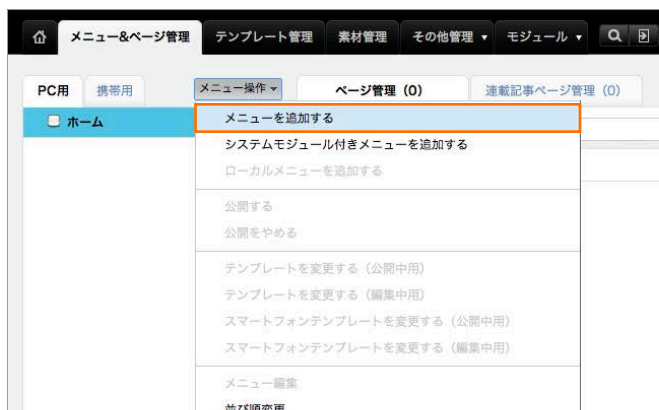 メニュー&ページ管理 テンプレート管理 素材管理 その他管理 ▼ モジュール ▼
PC用 携帯用 メニュー操作 ▼ ページ管理 (0) 連載記事ページ管理 (0)
ホーム
メニューを追加する
システムモジュール付きメニューを追加する
ローカルメニューを追加する
公開する
公開をやめる
テンプレートを変更する（公開中用）
テンプレートを変更する（編集中用）
スマートフォンテンプレートを変更する（公開中用）
スマートフォンテンプレートを変更する（編集中用）
メニュー編集
並び順変更